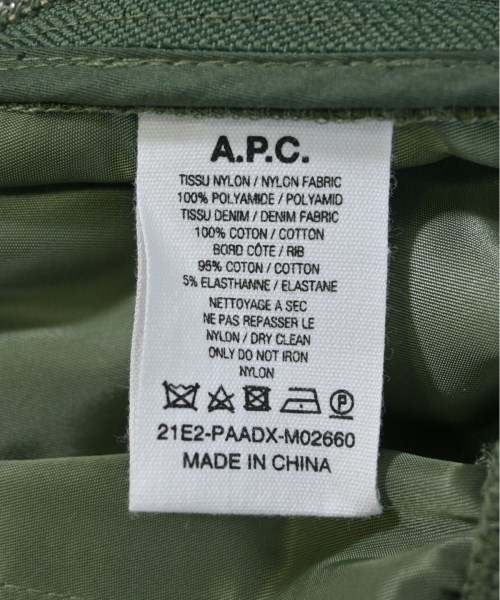 A.P.C.
TISSU NYLON / NYLON FABRIC
100% POLYAMIDE / POLYAMID
TISSU DENIM / DENIM FABRIC
100% COTON / COTTON
BORD CÔTE / RIB
95% COTON / COTTON
5% ELASTHANNE / ELASTANE
NETTOYAGE A SEC
NE PAS REPASSER LE
NYLON / DRY CLEAN
ONLY DO NOT IRON
NYLON
P
21E2-PAADX-M02660
MADE IN CHINA